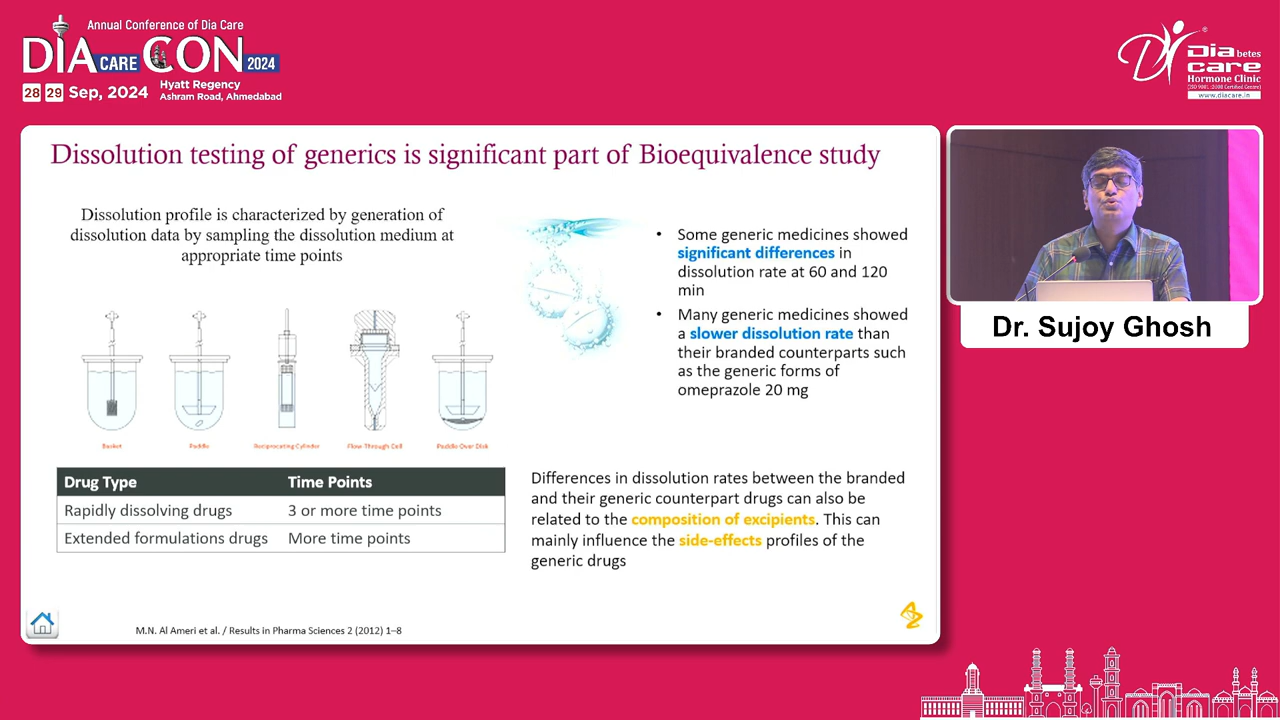 Annual Conference of Dia Care
DIA CARE CON 2024
28 29 Sep, 2024
Hyatt Regency
Ashram Road, Ahmedabad
Diabetes
care
Hormone Clinic
(ISO 9001 : 2008 Certified Centre)
www.diacare.in
Dissolution testing of generics is significant part of Bioequivalence study
Dissolution profile is characterized by generation of
dissolution data by sampling the dissolution medium at
appropriate time points
Basket
Paddle
Reciprocating Cylinder
Flow-Through Cell
Paddle Over Disk
• Some generic medicines showed
significant differences in
dissolution rate at 60 and 120
min
• Many generic medicines showed
a slower dissolution rate than
their branded counterparts such
as the generic forms of
omeprazole 20 mg
Drug Type Time Points
Rapidly dissolving drugs 3 or more time points
Extended formulations drugs More time points
Differences in dissolution rates between the branded
and their generic counterpart drugs can also be
related to the composition of excipients. This can
mainly influence the side-effects profiles of the
generic drugs
M.N. Al Ameri et al. / Results in Pharma Sciences 2 (2012) 1–8
Dr. Sujoy Ghosh